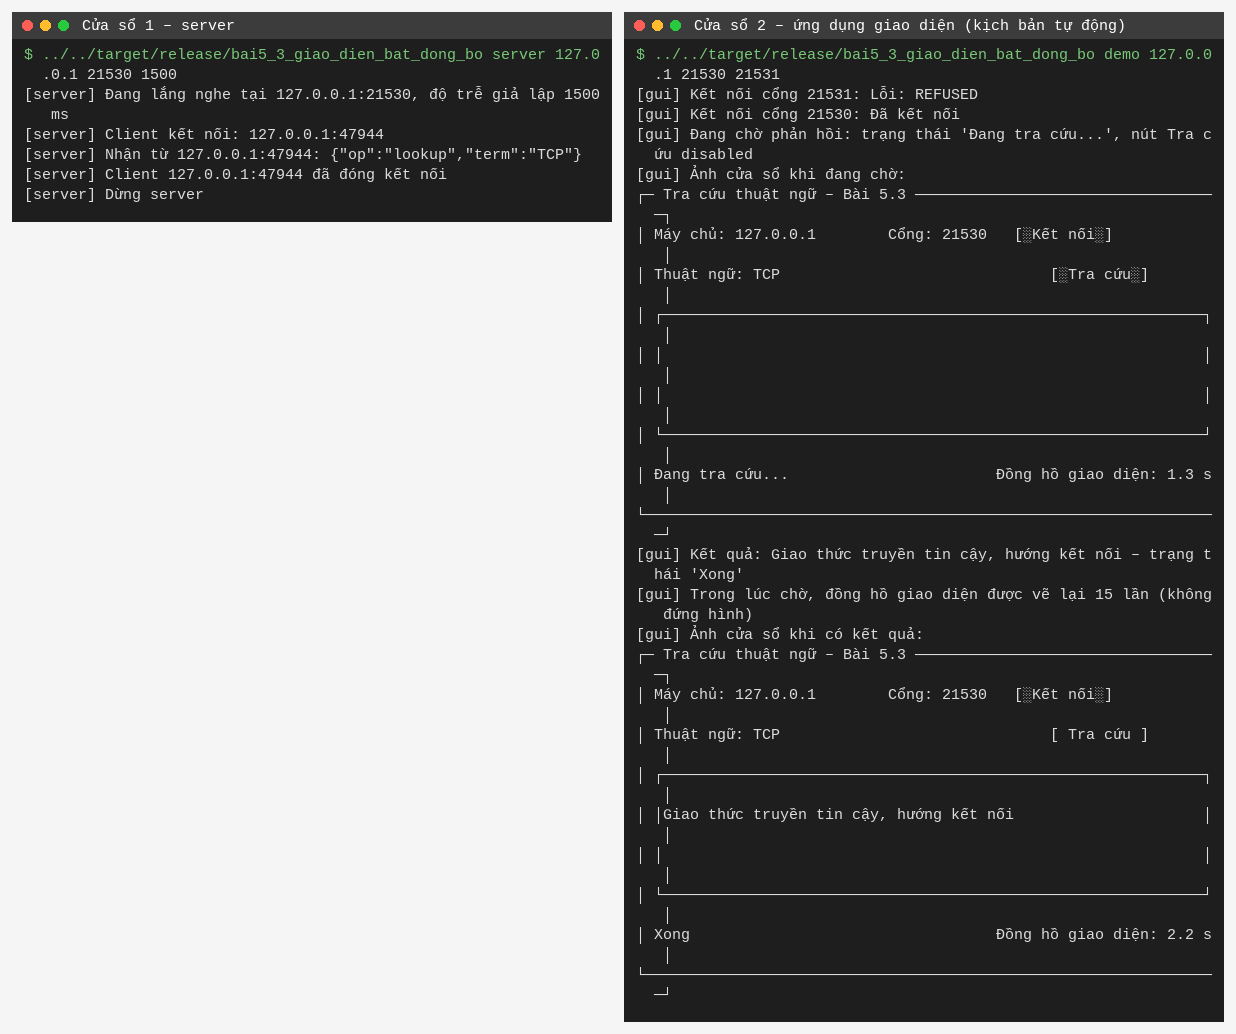 Cửa sổ 1 – server
$ ../../target/release/bai5_3_giao_dien_bat_dong_bo server 127.0
.0.1 21530 1500
[server] Đang lắng nghe tại 127.0.0.1:21530, độ trễ giả lập 1500
ms
[server] Client kết nối: 127.0.0.1:47944
[server] Nhận từ 127.0.0.1:47944: {"op":"lookup","term":"TCP"}
[server] Client 127.0.0.1:47944 đã đóng kết nối
[server] Dừng server
Cửa sổ 2 – ứng dụng giao diện (kịch bản tự động)
$ ../../target/release/bai5_3_giao_dien_bat_dong_bo demo 127.0.0
.1 21530 21531
[gui] Kết nối cổng 21531: Lỗi: REFUSED
[gui] Kết nối cổng 21530: Đã kết nối
[gui] Đang chờ phản hồi: trạng thái 'Đang tra cứu...', nút Tra c
ứu disabled
[gui] Ảnh cửa sổ khi đang chờ:
┌─ Tra cứu thuật ngữ – Bài 5.3 ─────────────────────────────────
─┐
│ Máy chủ: 127.0.0.1        Cổng: 21530   [░Kết nối░]
│
│ Thuật ngữ: TCP                              [░Tra cứu░]
│
│ ┌────────────────────────────────────────────────────────────┐
│
│ │                                                            │
│
│ │                                                            │
│
│ └────────────────────────────────────────────────────────────┘
│
│ Đang tra cứu...                       Đồng hồ giao diện: 1.3 s
│
└───────────────────────────────────────────────────────────────
─┘
[gui] Kết quả: Giao thức truyền tin cậy, hướng kết nối – trạng t
hái 'Xong'
[gui] Trong lúc chờ, đồng hồ giao diện được vẽ lại 15 lần (không
đứng hình)
[gui] Ảnh cửa sổ khi có kết quả:
┌─ Tra cứu thuật ngữ – Bài 5.3 ─────────────────────────────────
─┐
│ Máy chủ: 127.0.0.1        Cổng: 21530   [░Kết nối░]
│
│ Thuật ngữ: TCP                              [ Tra cứu ]
│
│ ┌────────────────────────────────────────────────────────────┐
│
│ │Giao thức truyền tin cậy, hướng kết nối                     │
│
│ │                                                            │
│
│ └────────────────────────────────────────────────────────────┘
│
│ Xong                                  Đồng hồ giao diện: 2.2 s
│
└───────────────────────────────────────────────────────────────
─┘